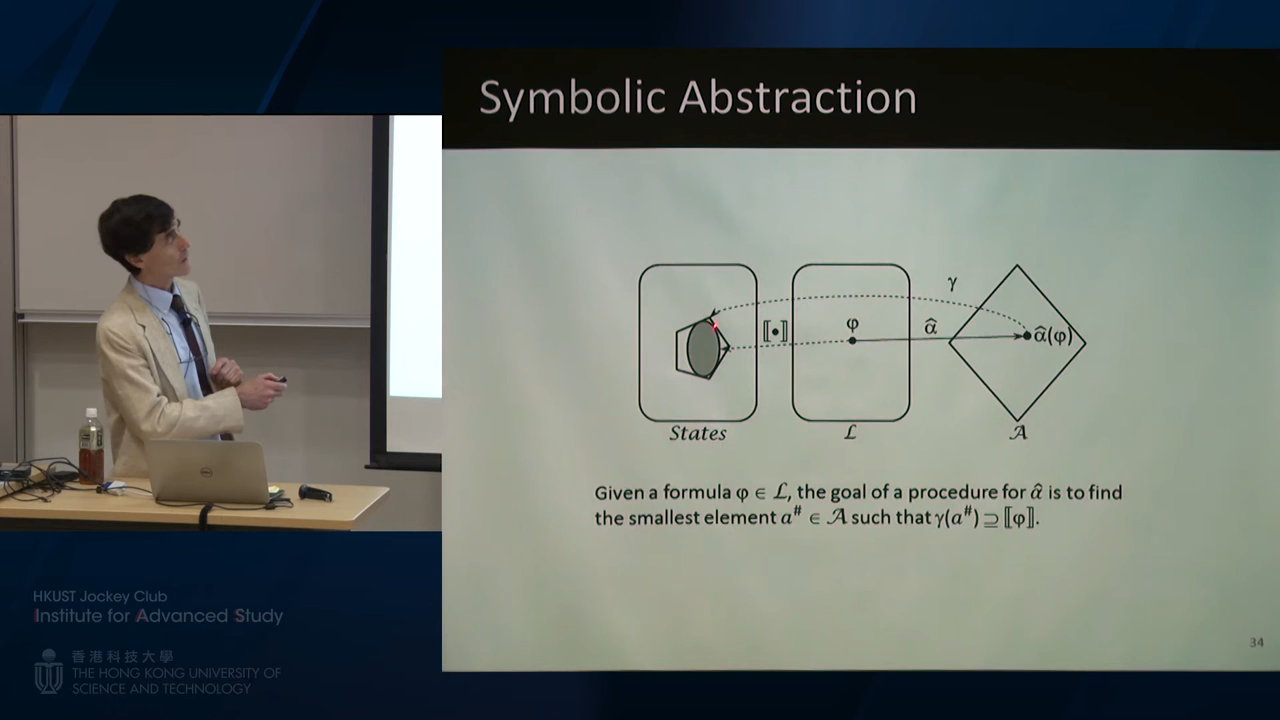 Symbolic Abstraction
γ
⟦•⟧
φ
α̂
α̂(φ)
States
ℒ
𝒜
Given a formula φ ∈ ℒ, the goal of a procedure for α̂ is to find
the smallest element a# ∈ 𝒜 such that γ(a#) ⊇ ⟦φ⟧.
34
HKUST Jockey Club
Institute for Advanced Study
香港科技大學
THE HONG KONG UNIVERSITY OF
SCIENCE AND TECHNOLOGY